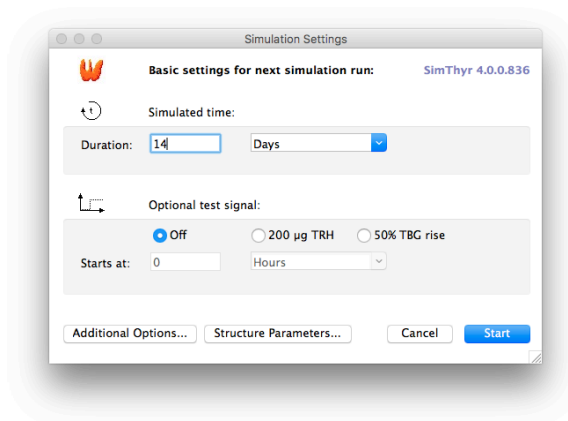 Simulation Settings
Basic settings for next simulation run: SimThyr 4.0.0.836
t Simulated time:
Duration: 14 Days
Optional test signal:
Off 200 µg TRH 50% TBG rise
Starts at: 0 Hours
Additional Options... Structure Parameters... Cancel Start